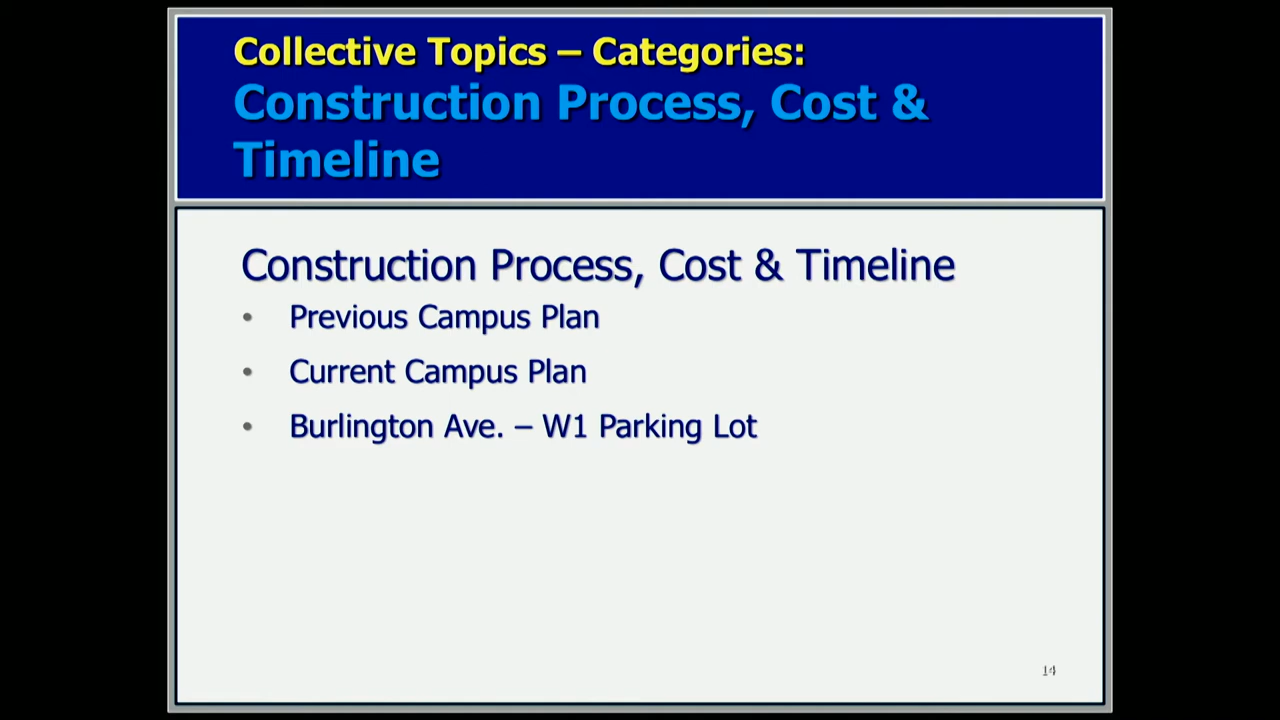 Collective Topics – Categories:
Construction Process, Cost &
Timeline
Construction Process, Cost & Timeline
• Previous Campus Plan
• Current Campus Plan
• Burlington Ave. – W1 Parking Lot
14